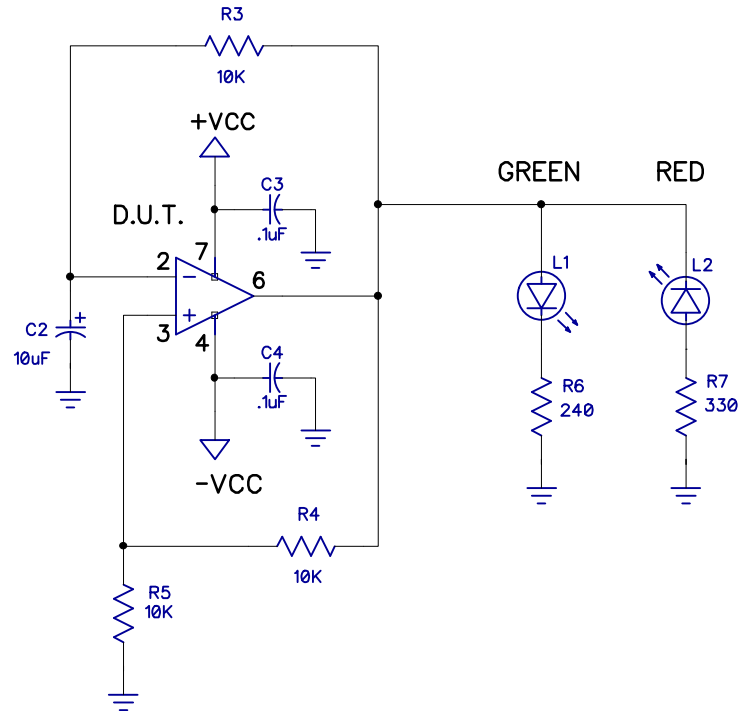 R3
10K
+VCC
GREEN
RED
C3
.1uF
D.U.T.
7
2
6
3
4
-
+
L1
L2
C2
+
10uF
C4
.1uF
R6
240
R7
330
-VCC
R4
10K
R5
10K